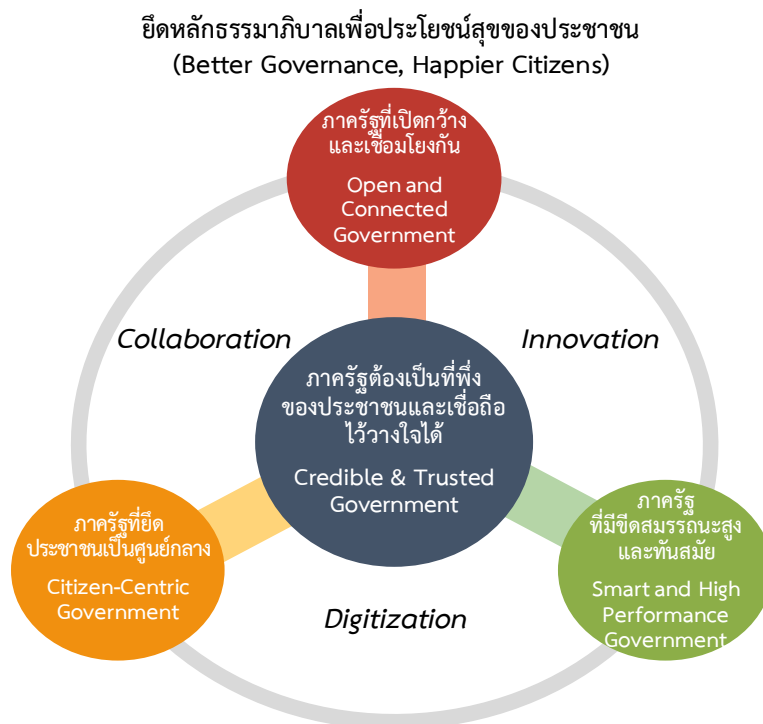 ยึดหลักธรรมาภิบาลเพื่อประโยชน์สุขของประชาชน
(Better Governance, Happier Citizens)
ภาครัฐที่เปิดกว้าง
และเชื่อมโยงกัน
Open and
Connected
Government
Collaboration
Innovation
ภาครัฐต้องเป็นที่พึ่ง
ของประชาชนและเชื่อถือ
ไว้วางใจได้
Credible & Trusted
Government
ภาครัฐที่ยึด
ประชาชนเป็นศูนย์กลาง
Citizen-Centric
Government
ภาครัฐ
ที่มีขีดสมรรถนะสูง
และทันสมัย
Smart and High
Performance
Government
Digitization